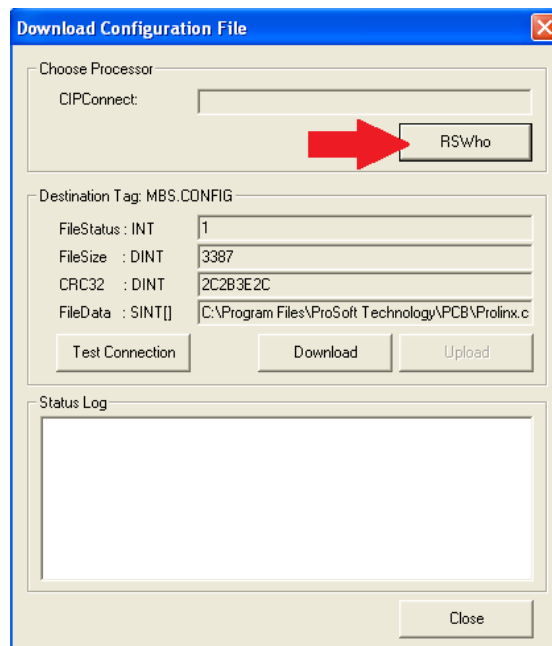 Download Configuration File
Choose Processor
CIPConnect:
RSWho
Destination Tag: MBS.CONFIG
FileStatus : INT 1
FileSize : DINT 3387
CRC32 : DINT 2C2B3E2C
FileData : SINT[] C:\Program Files\ProSoft Technology\PCB\Prolinx.c
Test Connection Download Upload
Status Log
Close